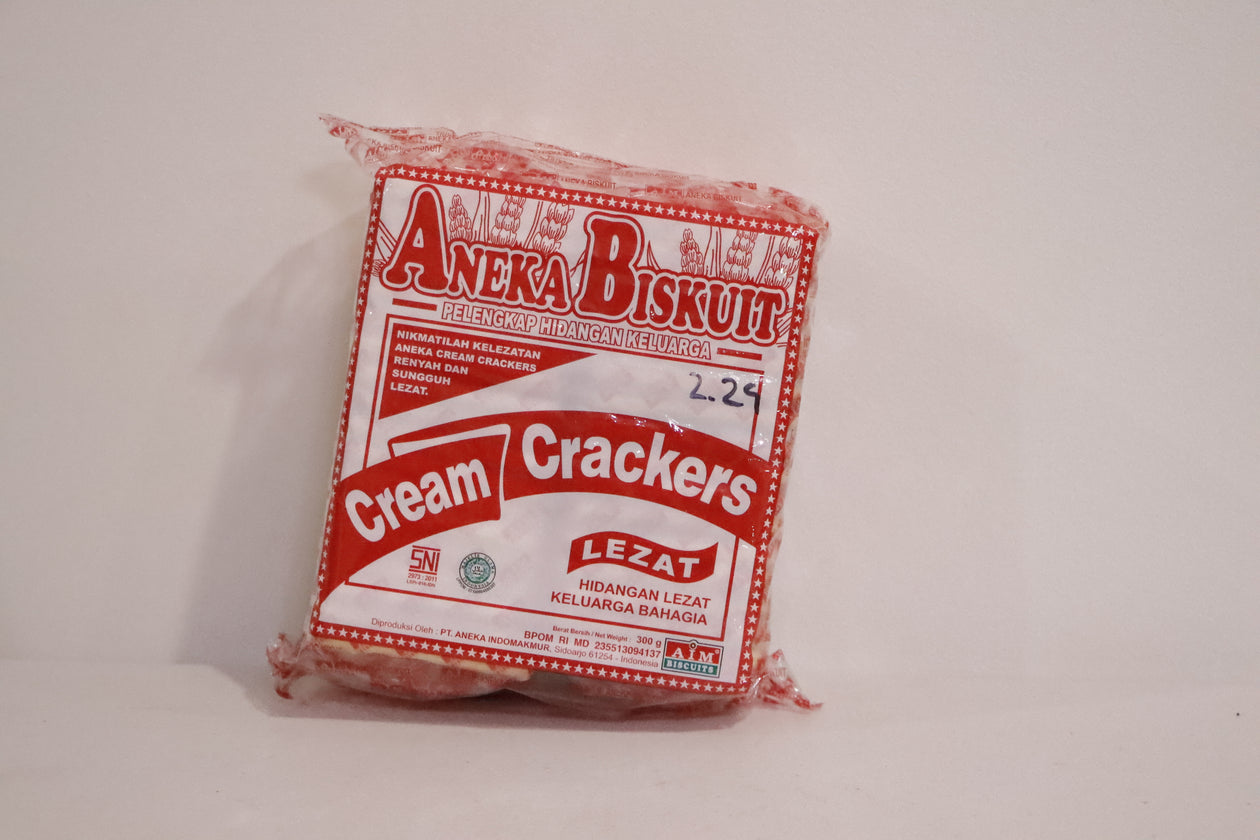 ANEKA BISKUIT
PELENGKAP HIDANGAN KELUARGA
NIKMATILAH KELEZATAN
ANEKA CREAM CRACKERS
RENYAH DAN
SUNGGUH
LEZAT.
2.29
Cream Crackers
LEZAT
HIDANGAN LEZAT
KELUARGA BAHAGIA
SNI
2973 : 2011
Berat Bersih / Net Weight : 300 g
BPOM RI MD 235513094137
Diproduksi Oleh : PT. ANEKA INDOMAKMUR, Sidoarjo 61254 - Indonesia
AIM
BISCUITS